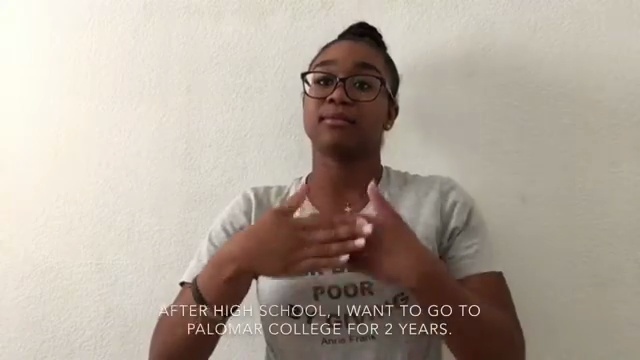 POOR
Anne Frank
AFTER HIGH SCHOOL, I WANT TO GO TO
PALOMAR COLLEGE FOR 2 YEARS.